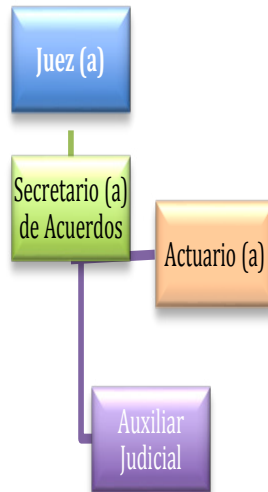 Juez (a)
Secretario (a)
de Acuerdos
Actuario (a)
Auxiliar
Judicial